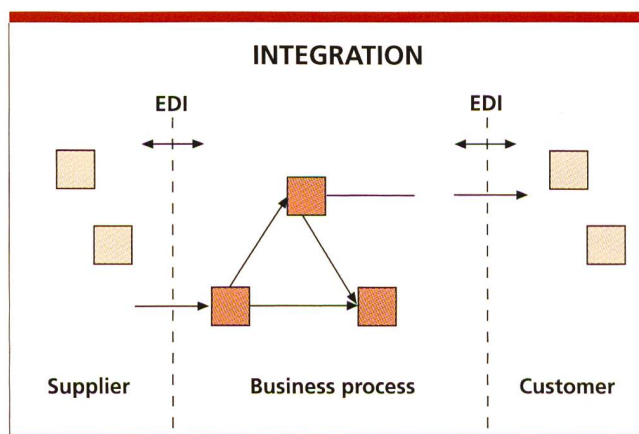 INTEGRATION
EDI
EDI
Supplier
Business process
Customer